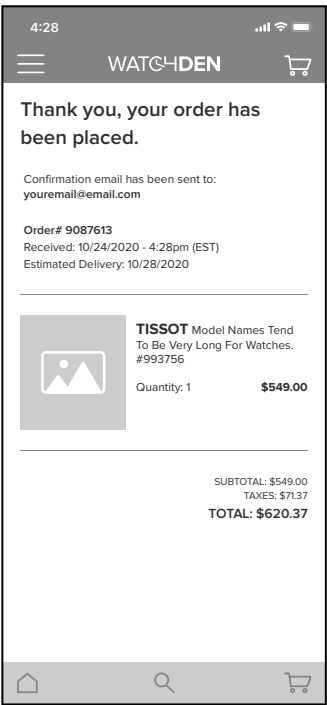 4:28
WATCHDEN
Thank you, your order has
been placed.
Confirmation email has been sent to:
youremail@email.com
Order# 9087613
Received: 10/24/2020 - 4:28pm (EST)
Estimated Delivery: 10/28/2020
TISSOT Model Names Tend
To Be Very Long For Watches.
#993756
Quantity: 1 $549.00
SUBTOTAL: $549.00
TAXES: $71.37
TOTAL: $620.37